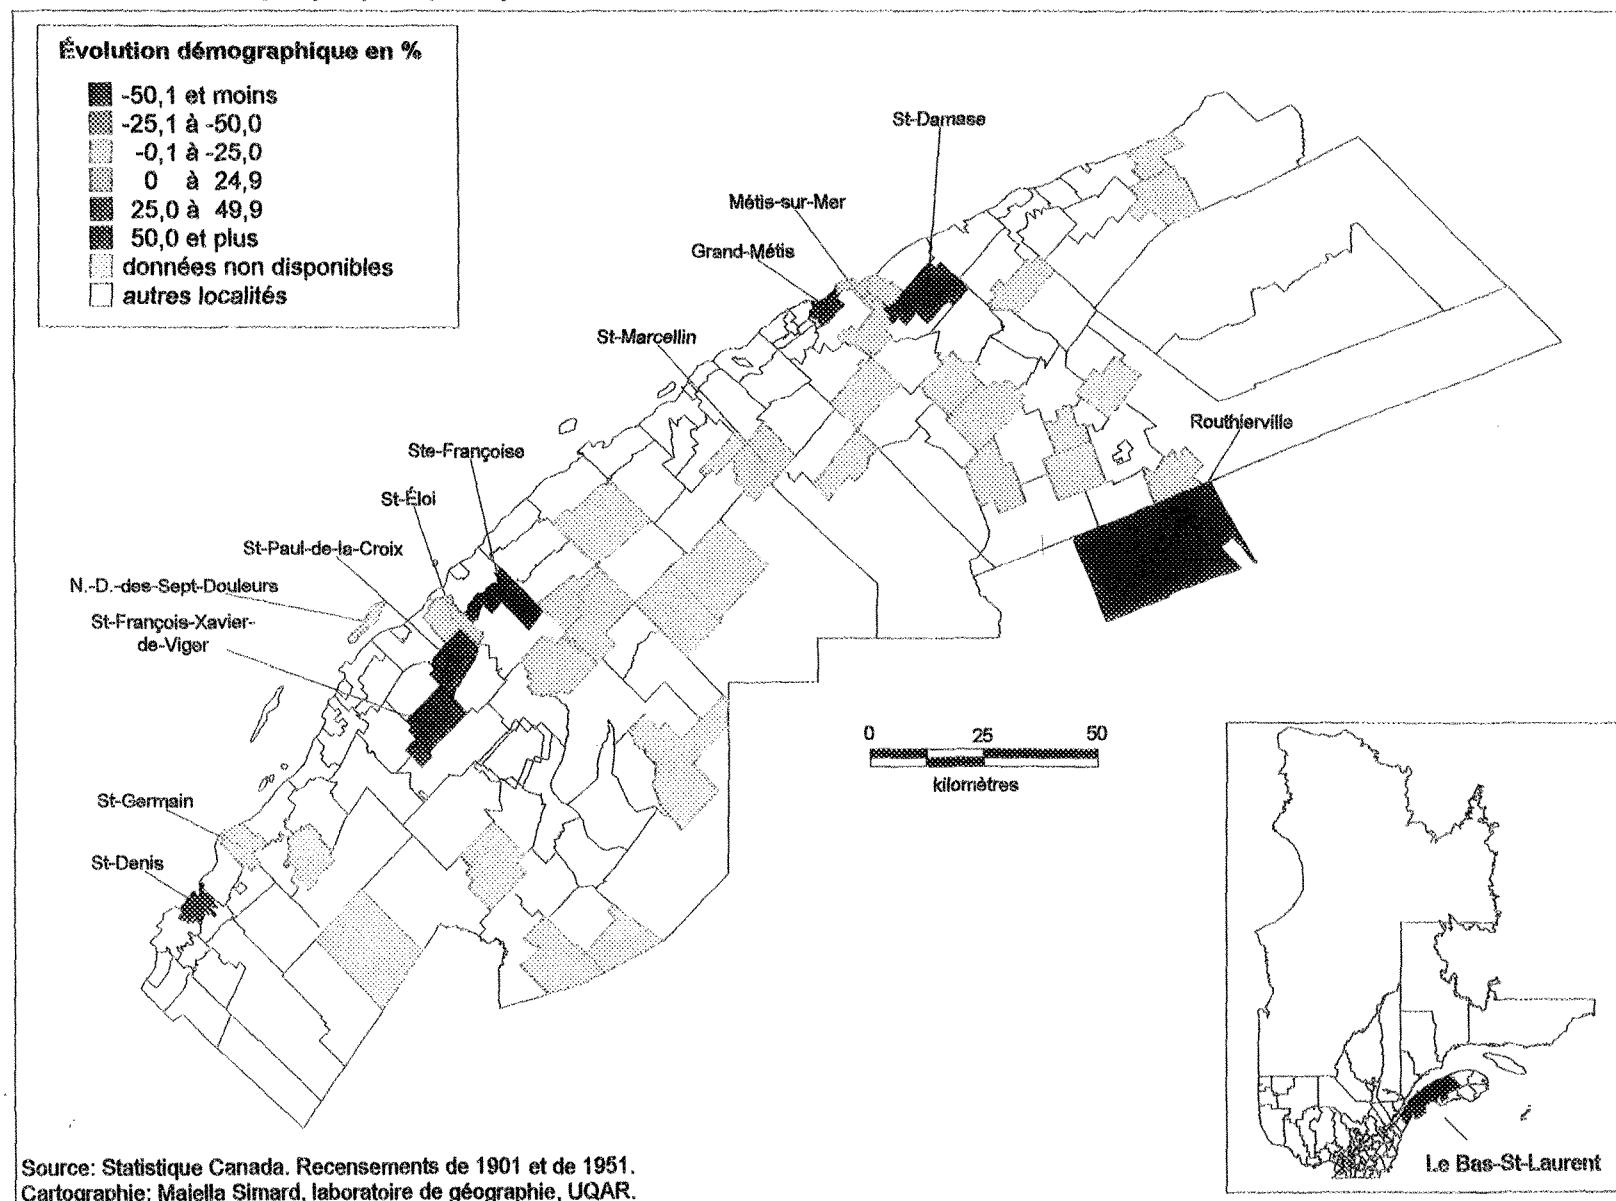 Évolution démographique en %
-50,1 et moins
-25,1 à -50,0
-0,1 à -25,0
0 à 24,9
25,0 à 49,9
50,0 et plus
données non disponibles
autres localités
St-Damase
Métis-sur-Mer
Grand-Métis
St-Marcellin
Routhierville
Ste-Françoise
St-Éloi
St-Paul-de-la-Croix
N.-D.-des-Sept-Douleurs
St-François-Xavier-
de-Viger
St-Germain
St-Denis
0 25 50
kilomètres
Le Bas-St-Laurent
Source: Statistique Canada. Recensements de 1901 et de 1951.
Cartographie: Majella Simard, laboratoire de géographie, UQAR.